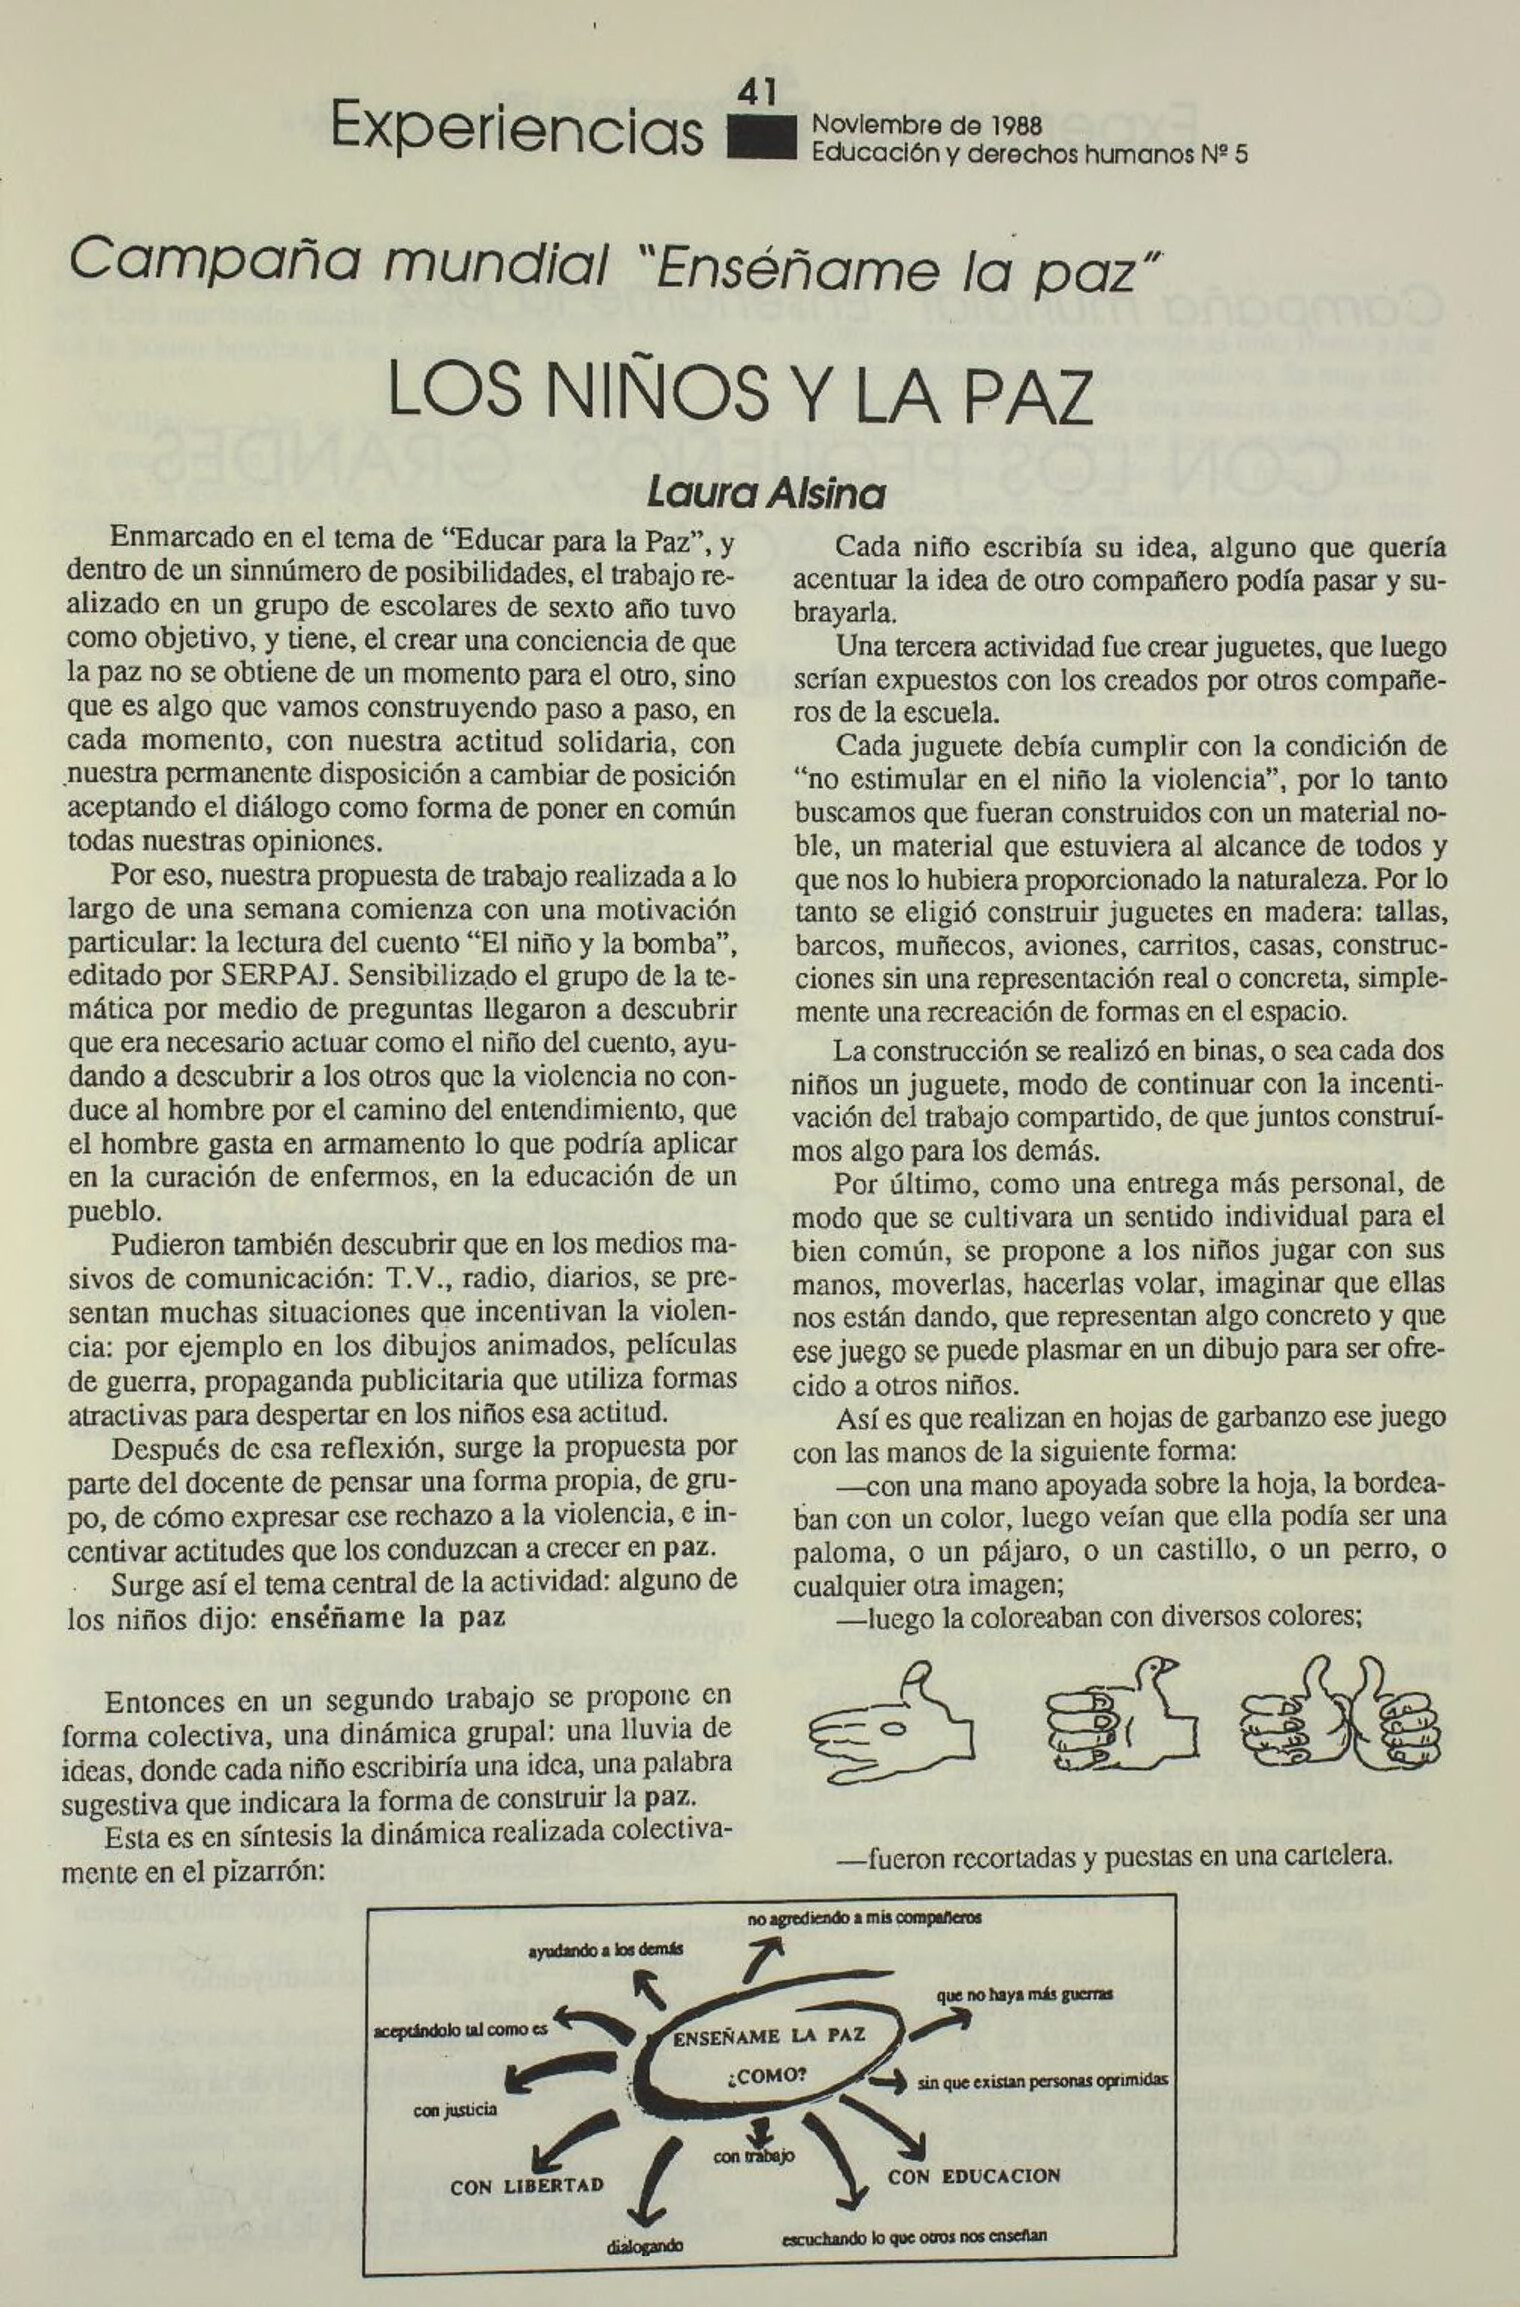 41
Experiencias
Noviembre de 1988
Educación y derechos humanos Nº 5
Campaña mundial "Enséñame la paz"
LOS NIÑOS Y LA PAZ
Laura Alsina
Enmarcado en el tema de "Educar para la Paz", y
dentro de un sinnúmero de posibilidades, el trabajo re-
alizado en un grupo de escolares de sexto año tuvo
como objetivo, y tiene, el crear una conciencia de que
la paz no se obtiene de un momento para el otro, sino
que es algo que vamos construyendo paso a paso, en
cada momento, con nuestra actitud solidaria, con
nuestra permanente disposición a cambiar de posición
aceptando el diálogo como forma de poner en común
todas nuestras opiniones.
Por eso, nuestra propuesta de trabajo realizada a lo
largo de una semana comienza con una motivación
particular: la lectura del cuento "El niño y la bomba",
editado por SERPAJ. Sensibilizado el grupo de la te-
mática por medio de preguntas llegaron a descubrir
que era necesario actuar como el niño del cuento, ayu-
dando a descubrir a los otros que la violencia no con-
duce al hombre por el camino del entendimiento, que
el hombre gasta en armamento lo que podría aplicar
en la curación de enfermos, en la educación de un
pueblo.
Pudieron también descubrir que en los medios ma-
sivos de comunicación: T.V., radio, diarios, se pre-
sentan muchas situaciones que incentivan la violen-
cia: por ejemplo en los dibujos animados, películas
de guerra, propaganda publicitaria que utiliza formas
atractivas para despertar en los niños esa actitud.
Después de esa reflexión, surge la propuesta por
parte del docente de pensar una forma propia, de gru-
po, de cómo expresar ese rechazo a la violencia, e in-
centivar actitudes que los conduzcan a crecer en paz.
Surge así el tema central de la actividad: alguno de
los niños dijo: enséñame la paz
Entonces en un segundo trabajo se propone en
forma colectiva, una dinámica grupal: una lluvia de
ideas, donde cada niño escribiría una idea, una palabra
sugestiva que indicara la forma de construir la paz.
Esta es en síntesis la dinámica realizada colectiva-
mente en el pizarrón:
Cada niño escribía su idea, alguno que quería
acentuar la idea de otro compañero podía pasar y su-
brayarla.
Una tercera actividad fue crear juguetes, que luego
serían expuestos con los creados por otros compañe-
ros de la escuela.
Cada juguete debía cumplir con la condición de
"no estimular en el niño la violencia", por lo tanto
buscamos que fueran construidos con un material no-
ble, un material que estuviera al alcance de todos y
que nos lo hubiera proporcionado la naturaleza. Por lo
tanto se eligió construir juguetes en madera: tallas,
barcos, muñecos, aviones, carritos, casas, construc-
ciones sin una representación real o concreta, simple-
mente una recreación de formas en el espacio.
La construcción se realizó en binas, o sea cada dos
niños un juguete, modo de continuar con la incenti-
vación del trabajo compartido, de que juntos construí-
mos algo para los demás.
Por último, como una entrega más personal, de
modo que se cultivara un sentido individual para el
bien común, se propone a los niños jugar con sus
manos, moverlas, hacerlas volar, imaginar que ellas
nos están dando, que representan algo concreto y que
ese juego se puede plasmar en un dibujo para ser ofre-
cido a otros niños.
Así es que realizan en hojas de garbanzo ese juego
con las manos de la siguiente forma:
—con una mano apoyada sobre la hoja, la bordea-
ban con un color, luego veían que ella podía ser una
paloma, o un pájaro, o un castillo, o un perro, o
cualquier otra imagen;
—luego la coloreaban con diversos colores;
—fueron recortadas y puestas en una cartelera.
no agrediendo a mis compañeros
ayudando a los demás
que no haya más guerras
aceptándolo tal como es
ENSEÑAME LA PAZ
¿COMO?
sin que existan personas oprimidas
con justicia
con trabajo
CON LIBERTAD
CON EDUCACION
dialogando
escuchando lo que otros nos enseñan